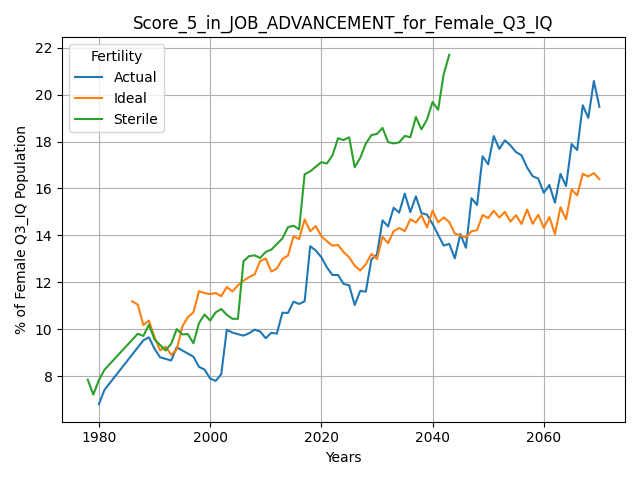 Score_5_in_JOB_ADVANCEMENT_for_Female_Q3_IQ
% of Female Q3_IQ Population
22
20
18
16
14
12
10
8
Fertility
Actual
Ideal
Sterile
1980 2000 2020 2040 2060
Years